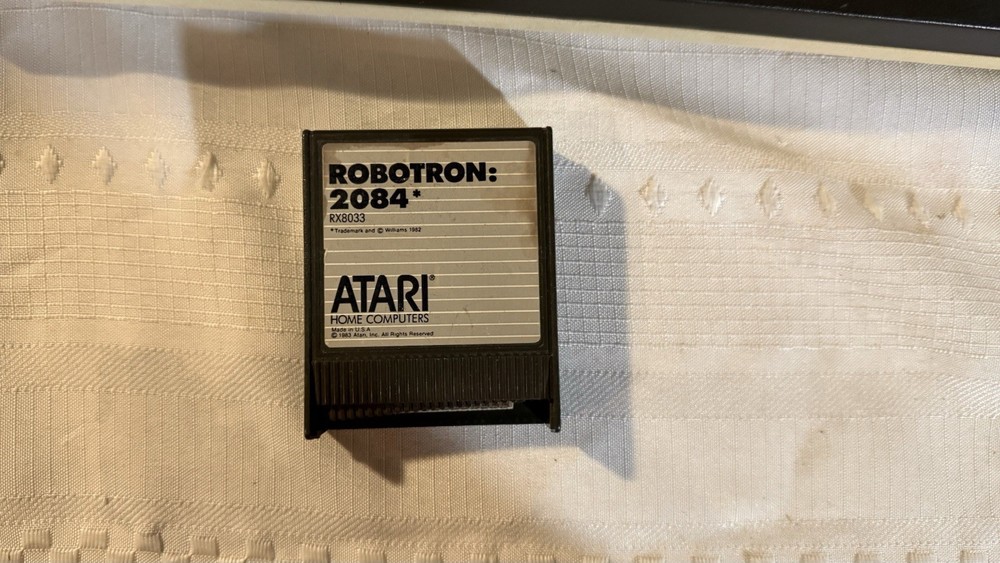 ROBOTRON:
2084*
RX8033
*Trademark and © Williams 1982
ATARI®
HOME COMPUTERS
Made in U.S.A
© 1983 Atari, Inc. All Rights Reserved